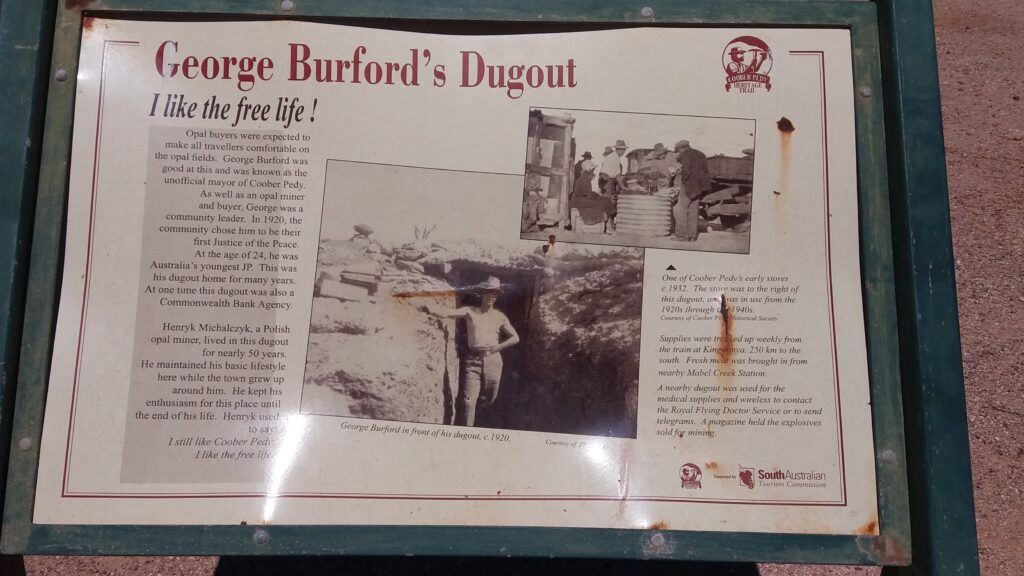 George Burford's Dugout
I like the free life !
COOBER PEDY
HERITAGE
TRAIL
Opal buyers were expected to
make all travellers comfortable on
the opal fields. George Burford was
good at this and was known as the
unofficial mayor of Coober Pedy.
As well as an opal miner
and buyer, George was a
community leader. In 1920, the
community chose him to be their
first Justice of the Peace.
At the age of 24, he was
Australia's youngest JP. This was
his dugout home for many years.
At one time this dugout was also a
Commonwealth Bank Agency.
Henryk Michalczyk, a Polish
opal miner, lived in this dugout
for nearly 50 years.
He maintained his basic lifestyle
here while the town grew up
around him. He kept his
enthusiasm for this place until
the end of his life. Henryk used
to say
I still like Coober Pedy
I like the free life
George Burford in front of his dugout, c.1920.
Courtesy of
One of Coober Pedy's early stores
c.1932. The store was to the right of
this dugout, and was in use from the
1920s through the 1940s.
Courtesy of Coober Pedy Historical Society
Supplies were trucked up weekly from
the train at Kingoonya, 250 km to the
south. Fresh meat was brought in from
nearby Mabel Creek Station.
A nearby dugout was used for the
medical supplies and wireless to contact
the Royal Flying Doctor Service or to send
telegrams. A magazine held the explosives
sold for mining.
Supported by
SouthAustralian
Tourism Commission